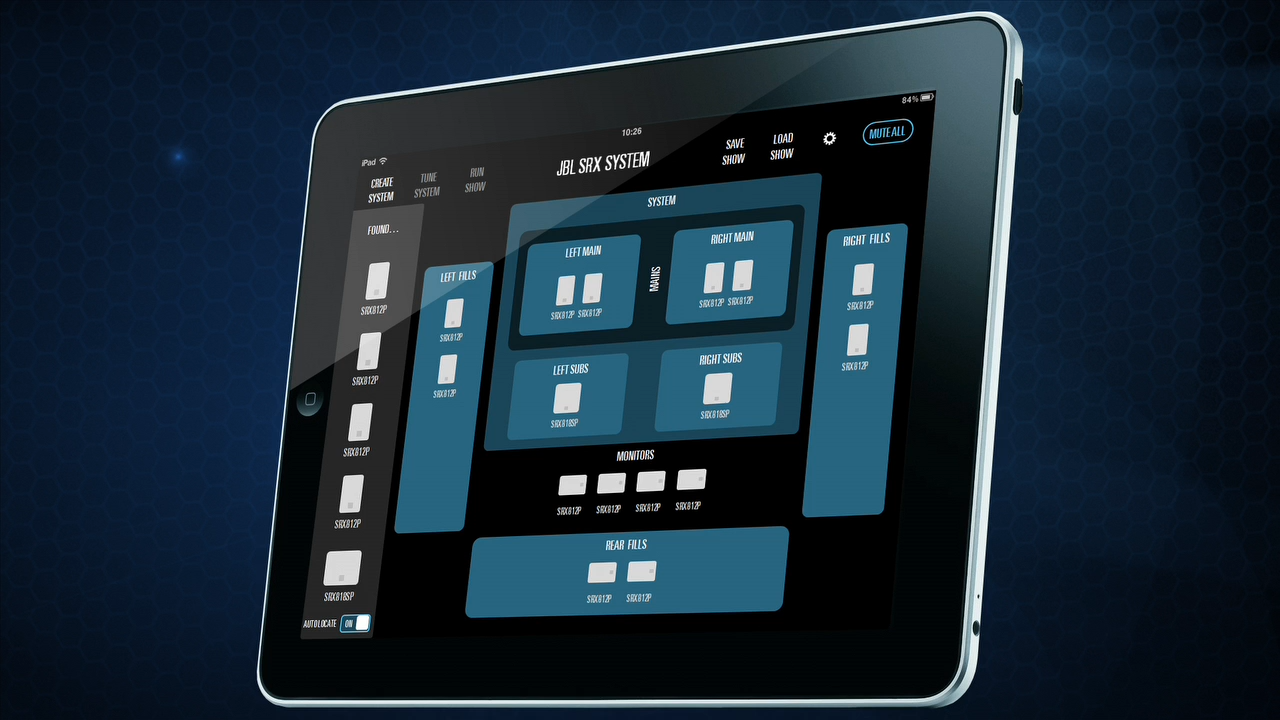 iPad
10:26
84%
CREATE
SYSTEM
TUNE
SYSTEM
RUN
SHOW
JBL SRX SYSTEM
SAVE
SHOW
LOAD
SHOW
MUTE ALL
FOUND...
SRX812P
SRX812P
SRX812P
SRX812P
SRX818SP
AUTO LOCATE
ON
LEFT FILLS
SRX812P
SRX812P
SYSTEM
LEFT MAIN
SRX812P SRX812P
MAINS
RIGHT MAIN
SRX812P SRX812P
LEFT SUBS
SRX818SP
RIGHT SUBS
SRX818SP
MONITORS
SRX812P SRX812P SRX812P SRX812P
REAR FILLS
SRX812P SRX812P
RIGHT FILLS
SRX812P
SRX812P